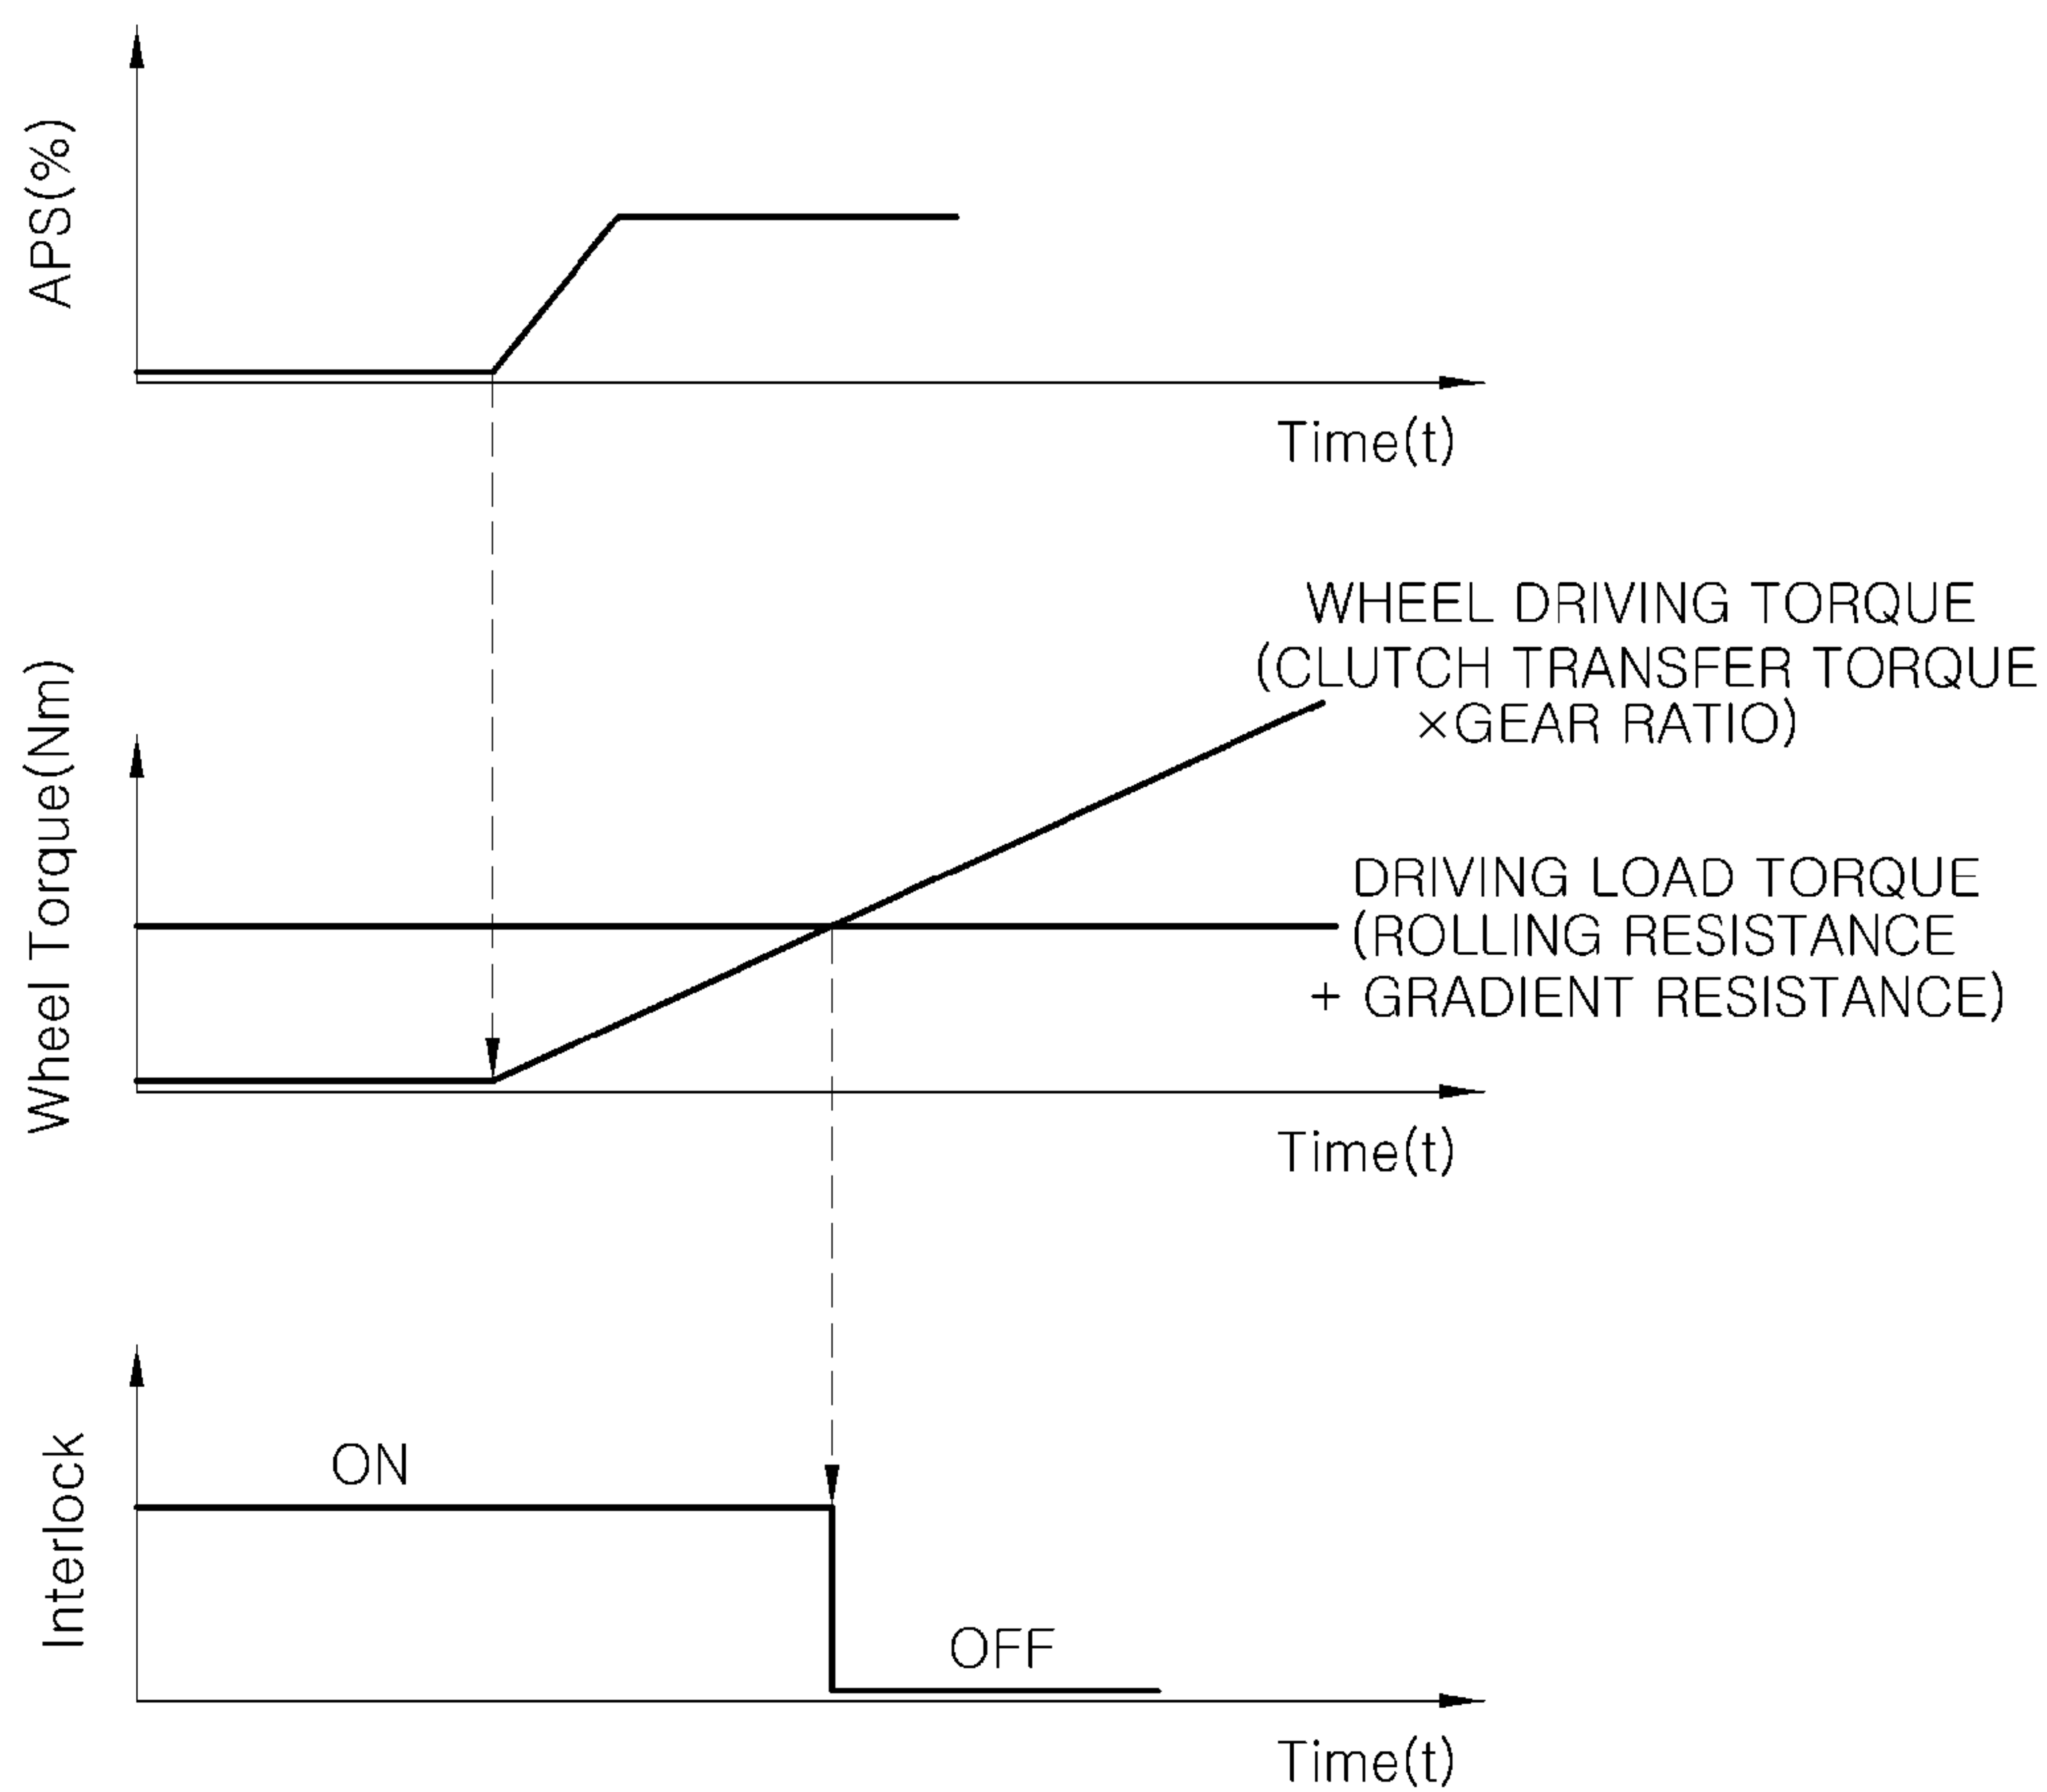 APS(%)
Time(t)
Wheel Torque(Nm)
WHEEL DRIVING TORQUE
(CLUTCH TRANSFER TORQUE
×GEAR RATIO)
DRIVING LOAD TORQUE
(ROLLING RESISTANCE
+ GRADIENT RESISTANCE)
Time(t)
Interlock
ON
OFF
Time(t)